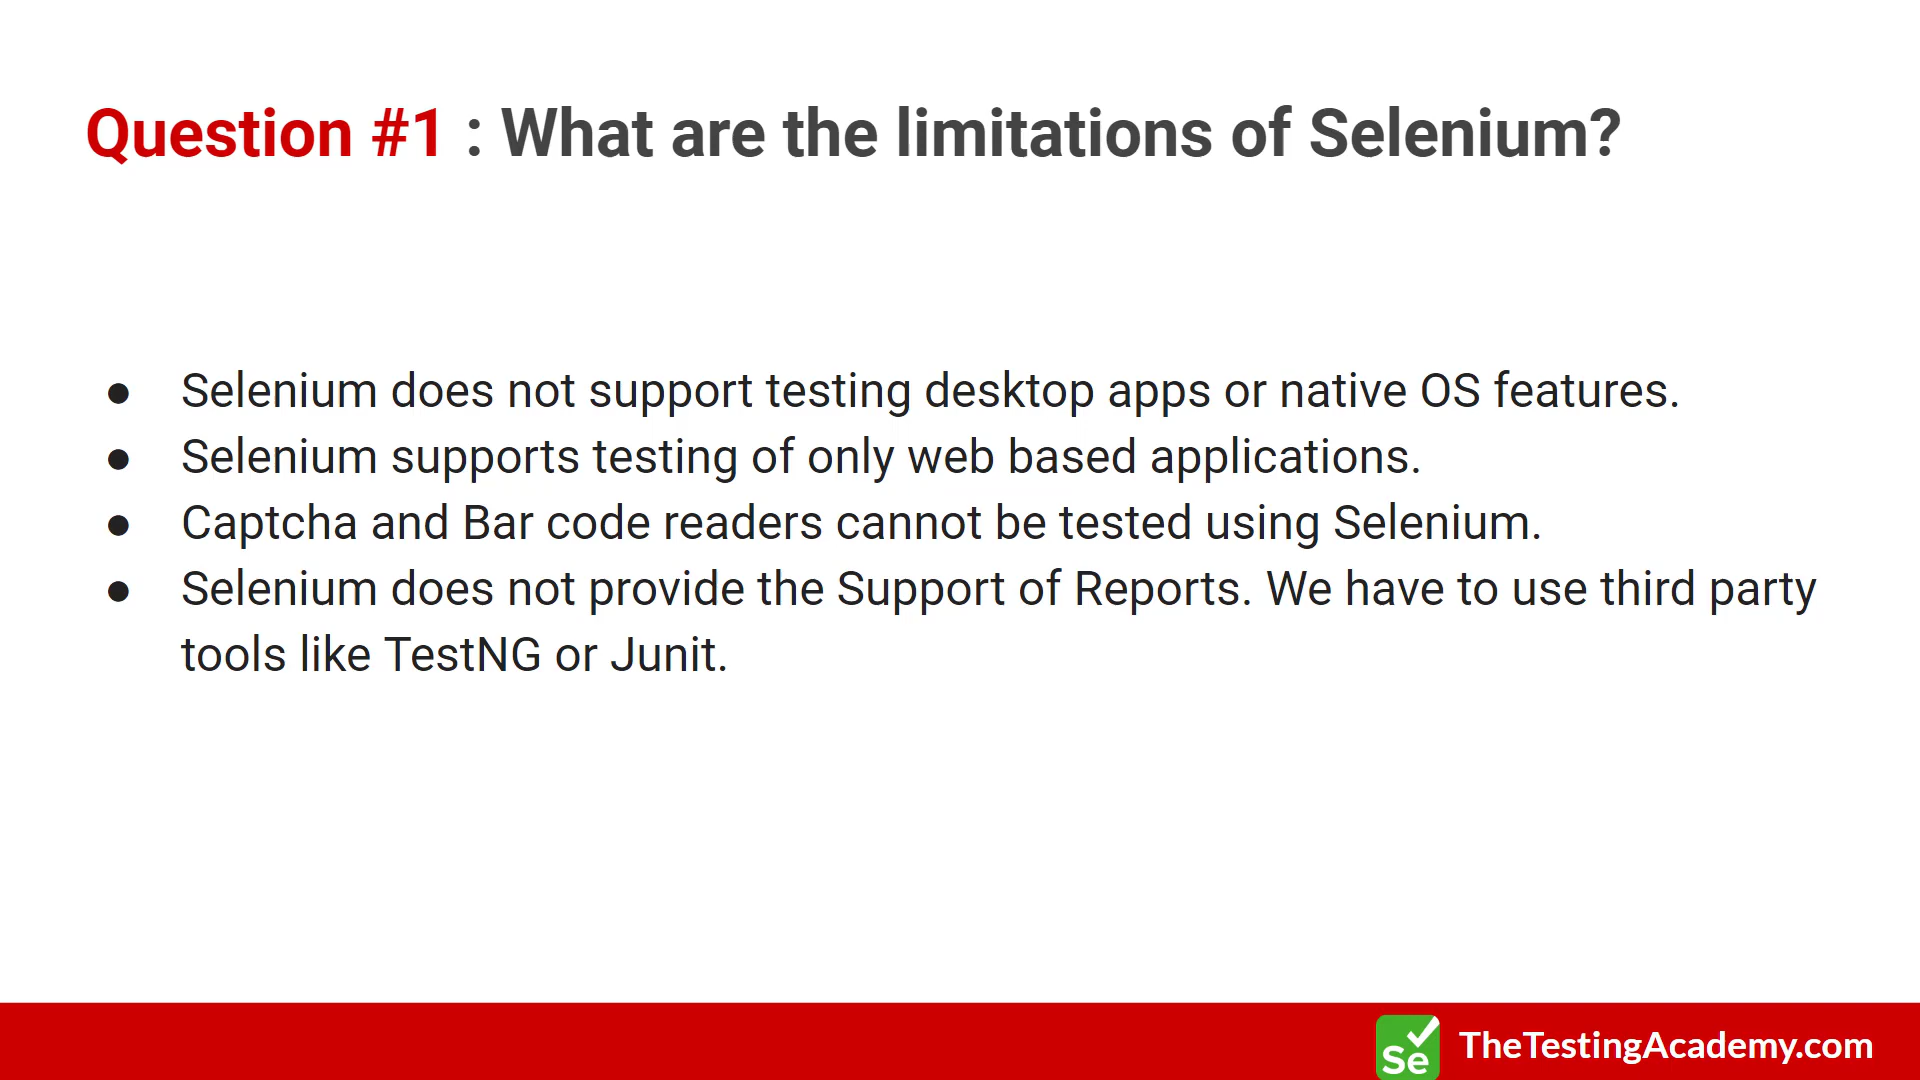 Question #1 : What are the limitations of Selenium?
● Selenium does not support testing desktop apps or native OS features.
● Selenium supports testing of only web based applications.
● Captcha and Bar code readers cannot be tested using Selenium.
● Selenium does not provide the Support of Reports. We have to use third party
tools like TestNG or Junit.
Se TheTestingAcademy.com